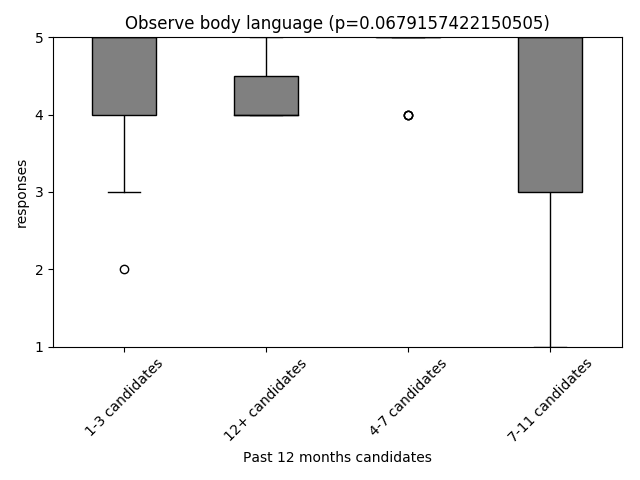 Observe body language (p=0.0679157422150505)
5
4
3
2
1
responses
1-3 candidates
12+ candidates
4-7 candidates
7-11 candidates
Past 12 months candidates